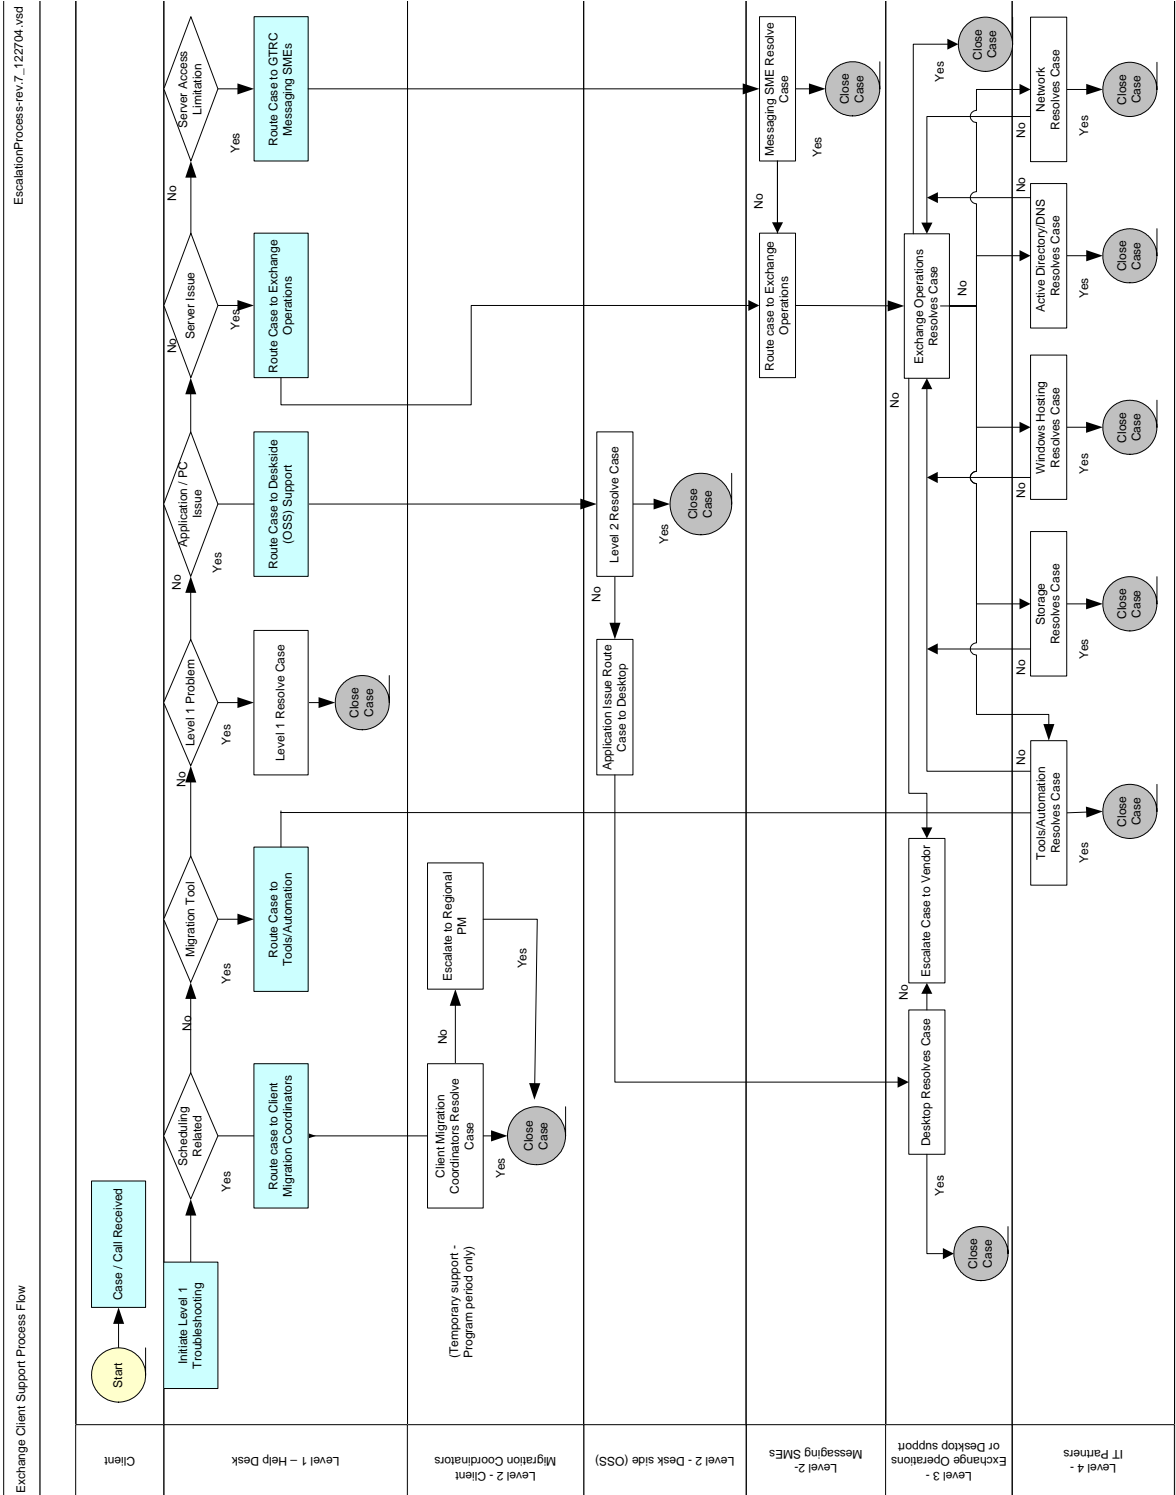 Exchange Client Support Process Flow
EscalationProcess-rev.7_122704.vsd
Client
Start
Case / Call Received
Level 1 – Help Desk
Initiate Level 1
Troubleshooting
Scheduling
Related
No
Migration Tool
No
Level 1 Problem
No
Application / PC
Issue
No
Server Issue
No
Server Access
Limitation
Yes
Yes
Yes
Yes
Yes
Yes
Route case to Client
Migration Coordinators
Route Case to
Tools/Automation
Level 1 Resolve Case
Close
Case
Route Case to Deskside
(OSS) Support
Route Case to Exchange
Operations
Route Case to GTRC
Messaging SMEs
Level 2 - Client
Migration Coordinators
(Temporary support -
Program period only)
Client Migration
Coordinators Resolve
Case
No
Escalate to Regional
PM
Yes
Yes
Close
Case
Level 2 - Desk side (OSS)
Application Issue Route
Case to Desktop
No
Level 2 Resolve Case
Yes
Close
Case
Level 2-
Messaging SMEs
Route case to Exchange
Operations
No
Messaging SME Resolve
Case
Yes
Close
Case
Level 3 -
Exchange Operations
or Desktop support
Close
Case
Yes
Desktop Resolves Case
No
Escalate Case to Vendor
No
Exchange Operations
Resolves Case
No
Yes
Close
Case
Level 4 -
IT Partners
Tools/Automation
Resolves Case
No
Yes
Close
Case
Storage
Resolves Case
No
Yes
Close
Case
Windows Hosting
Resolves Case
No
Yes
Close
Case
Active Directory/DNS
Resolves Case
No
Yes
Close
Case
Network
Resolves Case
No
Yes
Close
Case